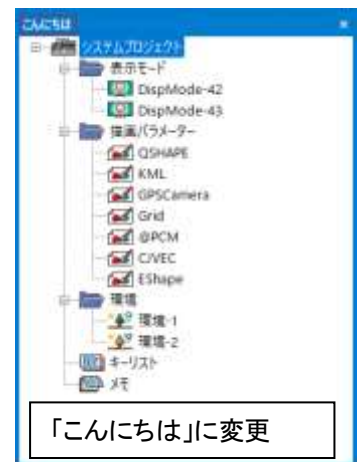 こんにちは
システムプロジェクト
表示モード
DispMode-42
DispMode-43
描画パラメーター
QSHAPE
KML
GPSCamera
Grid
@PCM
C/VEC
EShape
環境
環境-1
環境-2
キーリスト
メモ
「こんにちは」に変更